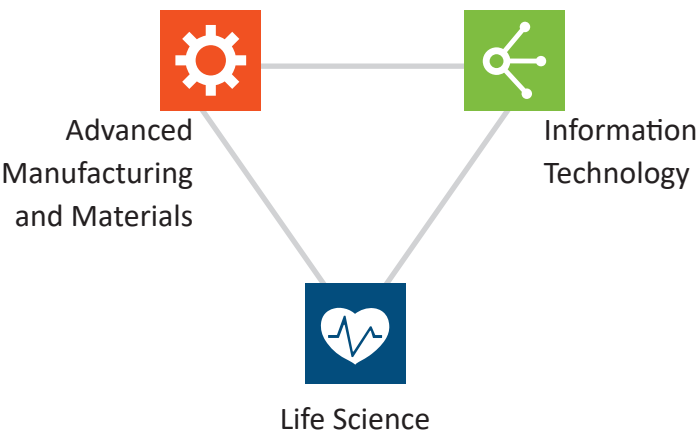 Advanced
Manufacturing
and Materials
Information
Technology
Life Science